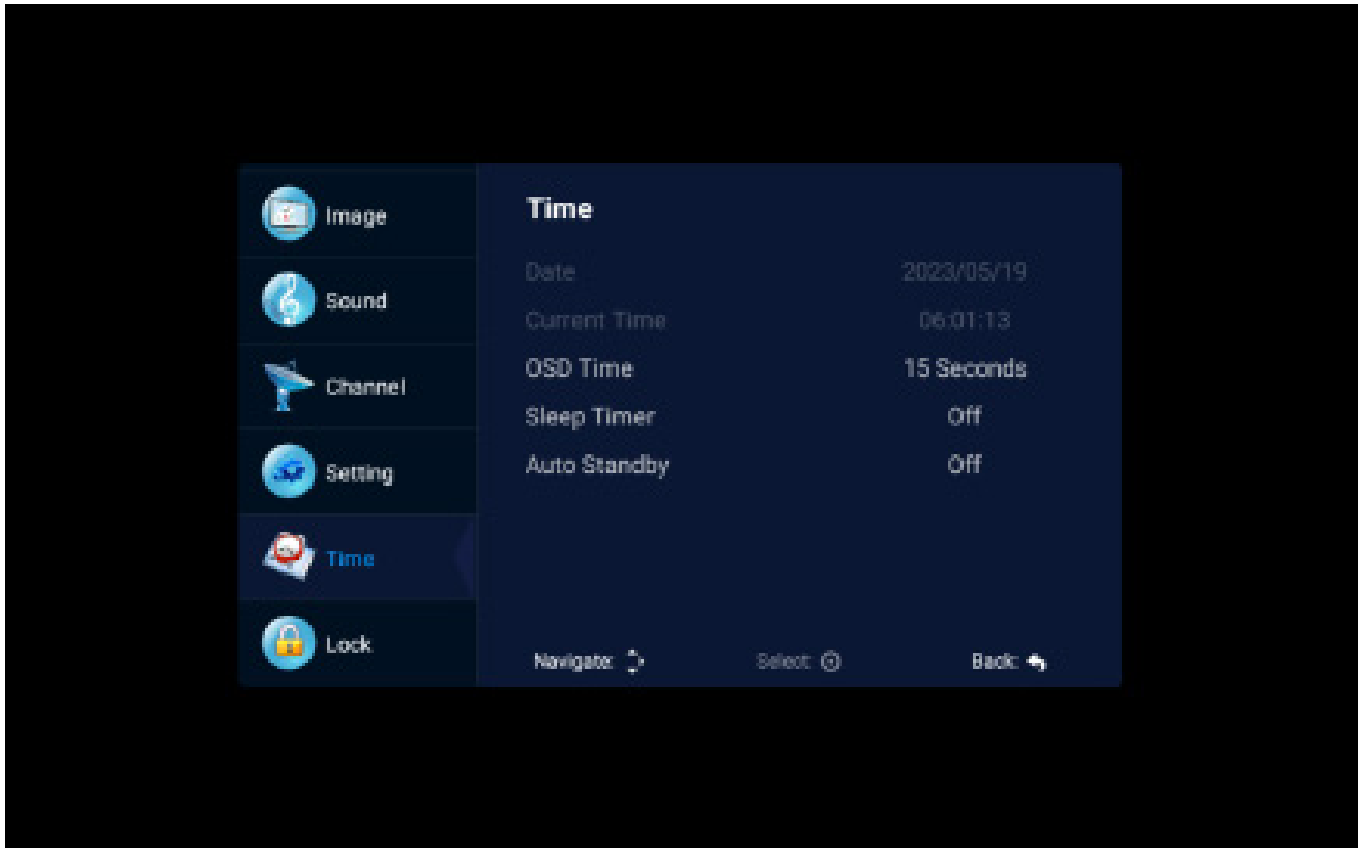 Image
Sound
Channel
Setting
Time
Lock
Time
Date 2023/05/19
Current Time 06:01:13
OSD Time 15 Seconds
Sleep Timer Off
Auto Standby Off
Navigate: Select: Back: